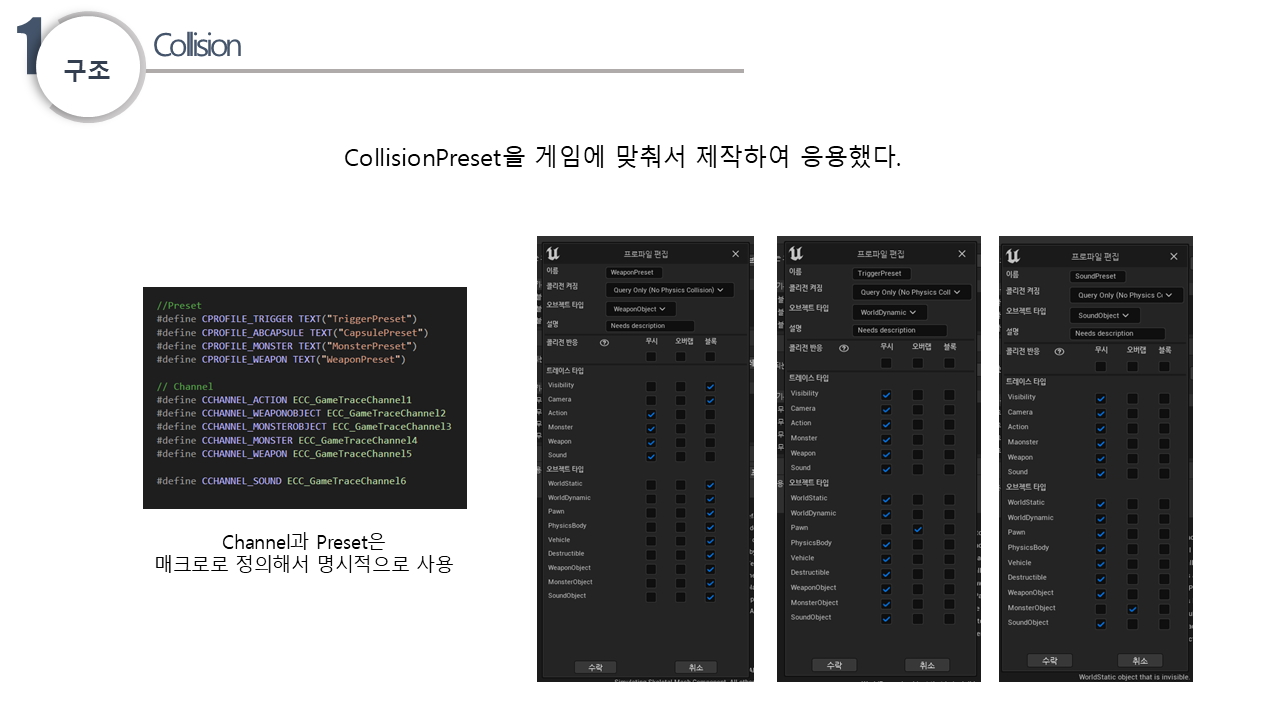 1
구조
Collision
CollisionPreset을 게임에 맞춰서 제작하여 응용했다.
//Preset
#define CPROFILE_TRIGGER TEXT("TriggerPreset")
#define CPROFILE_ABCAPSULE TEXT("CapsulePreset")
#define CPROFILE_MONSTER TEXT("MonsterPreset")
#define CPROFILE_WEAPON TEXT("WeaponPreset")
// Channel
#define CCHANNEL_ACTION ECC_GameTraceChannel1
#define CCHANNEL_WEAPONOBJECT ECC_GameTraceChannel2
#define CCHANNEL_MONSTEROBJECT ECC_GameTraceChannel3
#define CCHANNEL_MONSTER ECC_GameTraceChannel4
#define CCHANNEL_WEAPON ECC_GameTraceChannel5
#define CCHANNEL_SOUND ECC_GameTraceChannel6
Channel과 Preset은
매크로로 정의해서 명시적으로 사용
프로파일 편집
이름 WeaponPreset
콜리전 켜짐 Query Only (No Physics Collision)
오브젝트 타입 WeaponObject
설명 Needs description
콜리전 반응 무시 오버랩 블록
트레이스 타입
Visibility
Camera
Action
Monster
Weapon
Sound
오브젝트 타입
WorldStatic
WorldDynamic
Pawn
PhysicsBody
Vehicle
Destructible
WeaponObject
MonsterObject
SoundObject
수락 취소
프로파일 편집
이름 TriggerPreset
콜리전 켜짐 Query Only (No Physics Coll
오브젝트 타입 WorldDynamic
설명 Needs description
콜리전 반응 무시 오버랩 블록
트레이스 타입
Visibility
Camera
Action
Monster
Weapon
Sound
오브젝트 타입
WorldStatic
WorldDynamic
Pawn
PhysicsBody
Vehicle
Destructible
WeaponObject
MonsterObject
SoundObject
수락 취소
프로파일 편집
이름 SoundPreset
콜리전 켜짐 Query Only (No Physics C
오브젝트 타입 SoundObject
설명 Needs description
콜리전 반응 무시 오버랩 블록
트레이스 타입
Visibility
Camera
Action
Maonster
Weapon
Sound
오브젝트 타입
WorldStatic
WorldDynamic
Pawn
PhysicsBody
Vehicle
Destructible
WeaponObject
MonsterObject
SoundObject
수락 취소
WorldStatic object that is invisible.